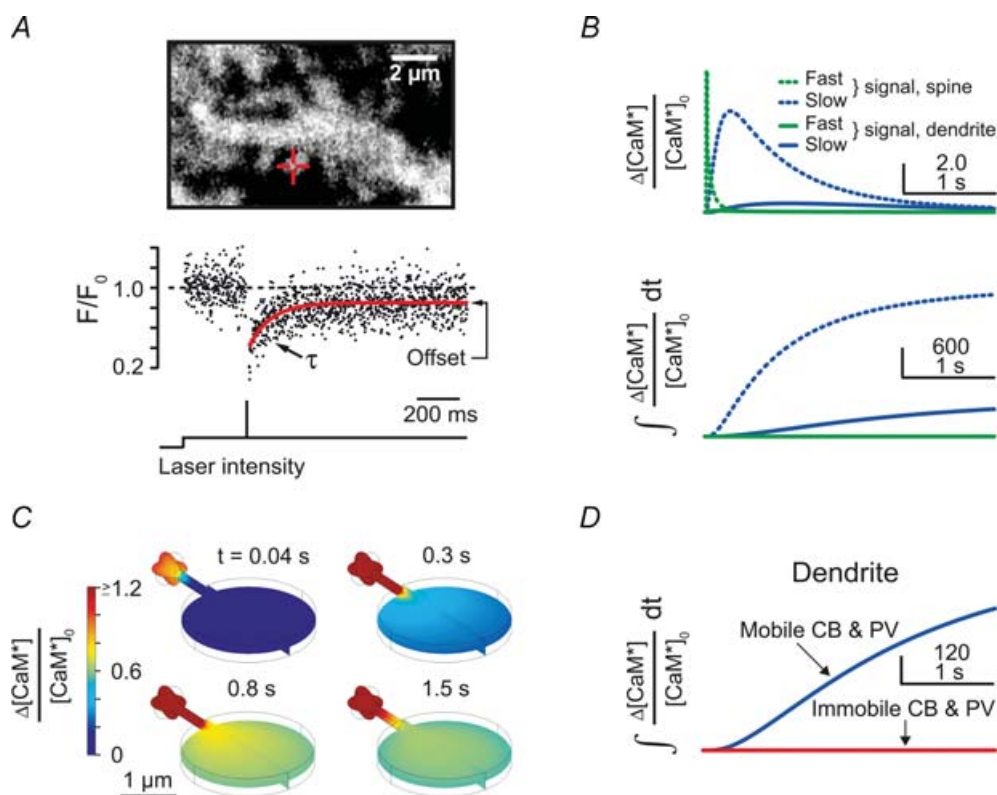 A
2 μm
F/F0
1.0
0.2
τ
Offset
200 ms
Laser intensity
B
Fast
Slow
} signal, spine
Fast
Slow
} signal, dendrite
Δ[CaM*]
[CaM*]0
2.0
1 s
∫ Δ[CaM*] dt
[CaM*]0
600
1 s
C
t = 0.04 s
0.3 s
≥1.2
0.6
0
Δ[CaM*]
[CaM*]0
0.8 s
1.5 s
1 μm
D
Dendrite
∫ Δ[CaM*] dt
[CaM*]0
Mobile CB & PV
120
1 s
Immobile CB & PV